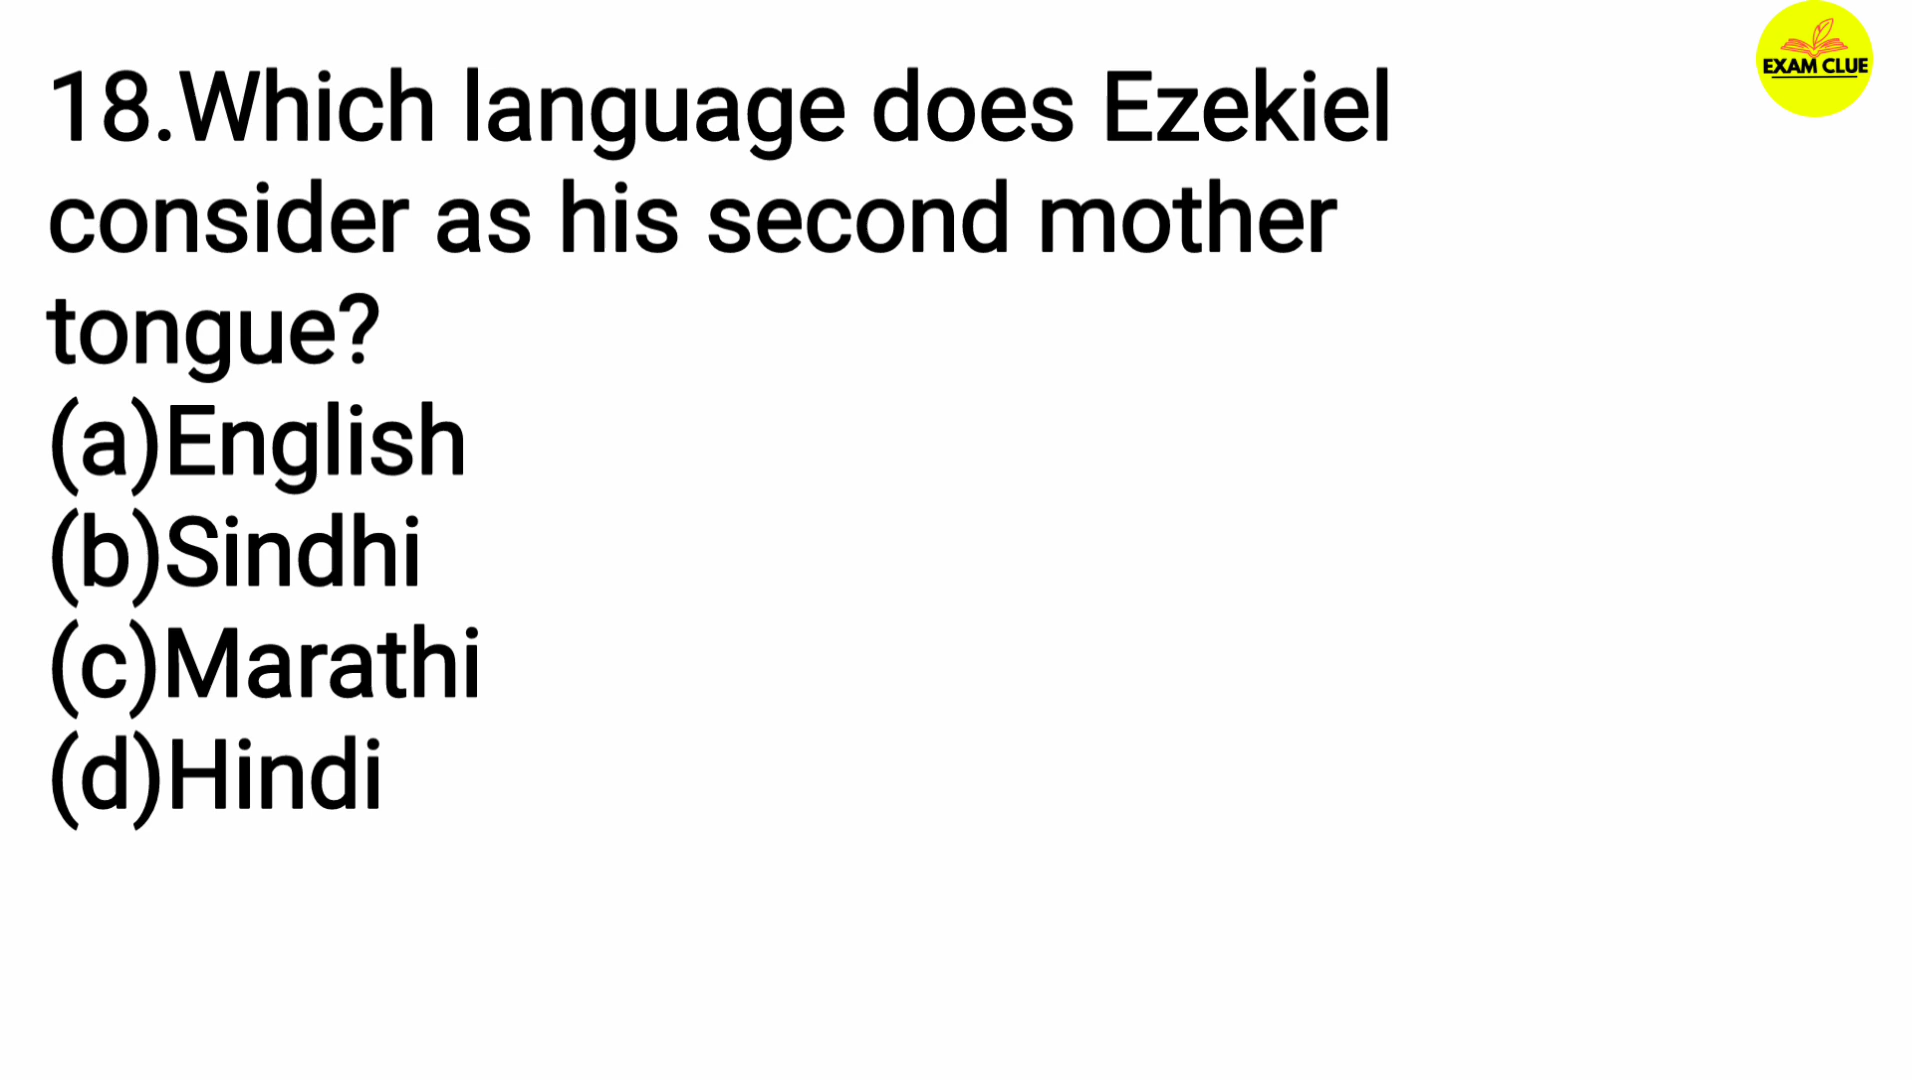 18.Which language does Ezekiel
consider as his second mother
tongue?
(a)English
(b)Sindhi
(c)Marathi
(d)Hindi
EXAM CLUE